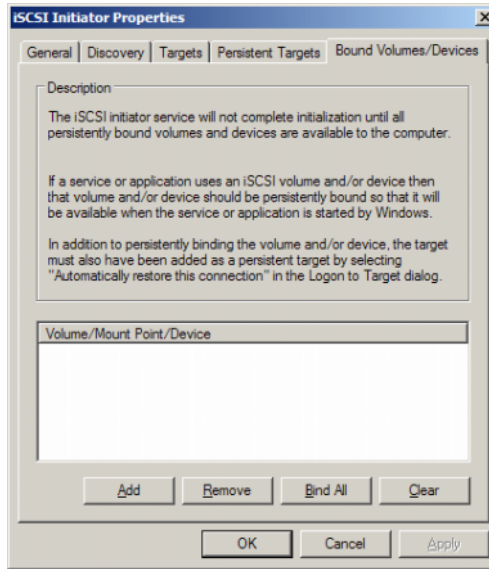 iSCSI Initiator Properties
General Discovery Targets Persistent Targets Bound Volumes/Devices
Description
The iSCSI initiator service will not complete initialization until all
persistently bound volumes and devices are available to the computer.
If a service or application uses an iSCSI volume and/or device then
that volume and/or device should be persistently bound so that it will
be available when the service or application is started by Windows.
In addition to persistently binding the volume and/or device, the target
must also have been added as a persistent target by selecting
"Automatically restore this connection" in the Logon to Target dialog.
Volume/Mount Point/Device
Add Remove Bind All Clear
OK Cancel Apply